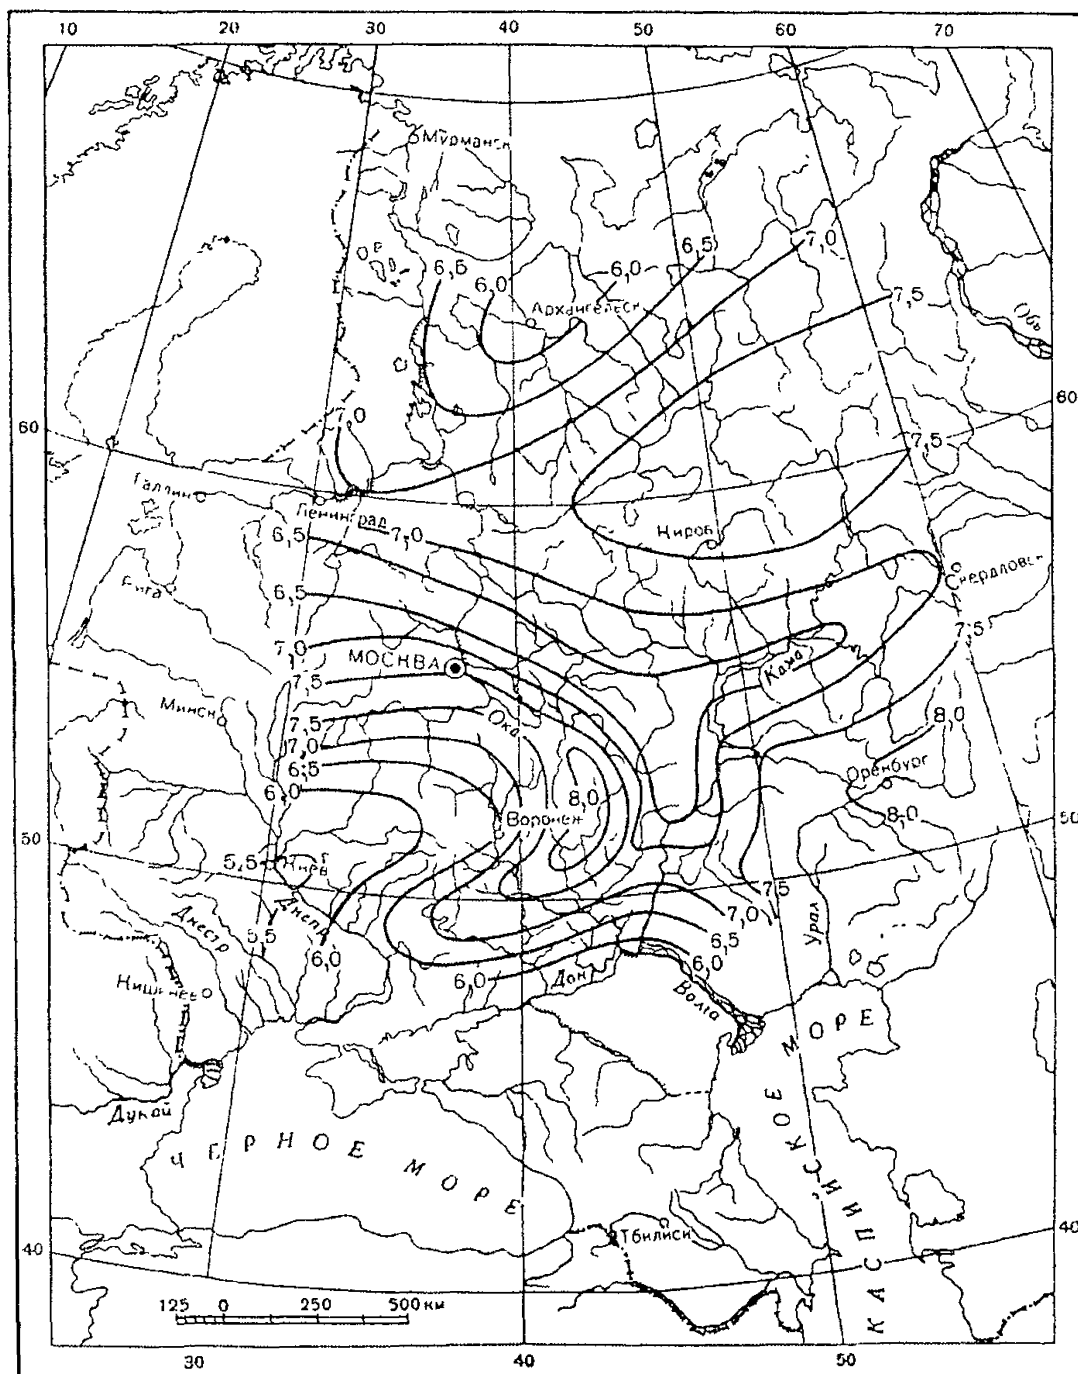 10 20 30 40 50 60 70
Мурманск
6,5
7,0
6,5
6,0
6,0
7,5
Архангельск
Обь
60
60
7,0
7,5
Таллин
Ленинград
7,0
6,5
Киров
Свердловск
Рига
6,5
7,5
7,0
МОСКВА
Кама
7,5
Минск
Ока
8,0
7,5
7,0
6,5
Оренбург
6,0
8,0
Воронеж
8,0
50
50
5,5
Киев
7,5
Днепр
7,0
Днестр
Урал
5,5
6,5
6,0
6,0
6,0
Дон
Кишинев
Волга
МОРЕ
Дунай
ЧЕРНОЕ МОРЕ
КАСПИЙСКОЕ
Тбилиси
40
40
125 0 250 500 км
30 40 50